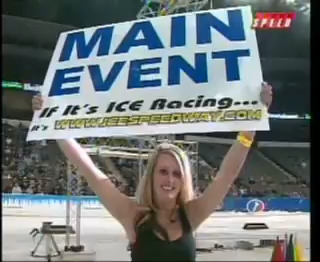 SPEED
MAIN
EVENT
If It's ICE Racing...
It's WWW.ICESPEEDWAY.COM